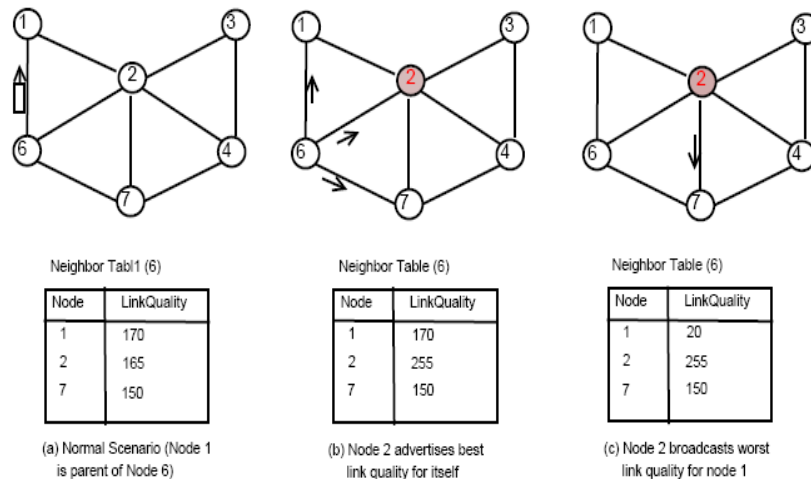 1
3
2
6
4
7
1
3
2
6
4
7
1
3
2
6
4
7
Neighbor Tabl1 (6)
Node LinkQuality
1 170
2 165
7 150
(a) Normal Scenario (Node 1
is parent of Node 6)
Neighbor Table (6)
Node LinkQuality
1 170
2 255
7 150
(b) Node 2 advertises best
link quality for itself
Neighbor Table (6)
Node LinkQuality
1 20
2 255
7 150
(c) Node 2 broadcasts worst
link quality for node 1